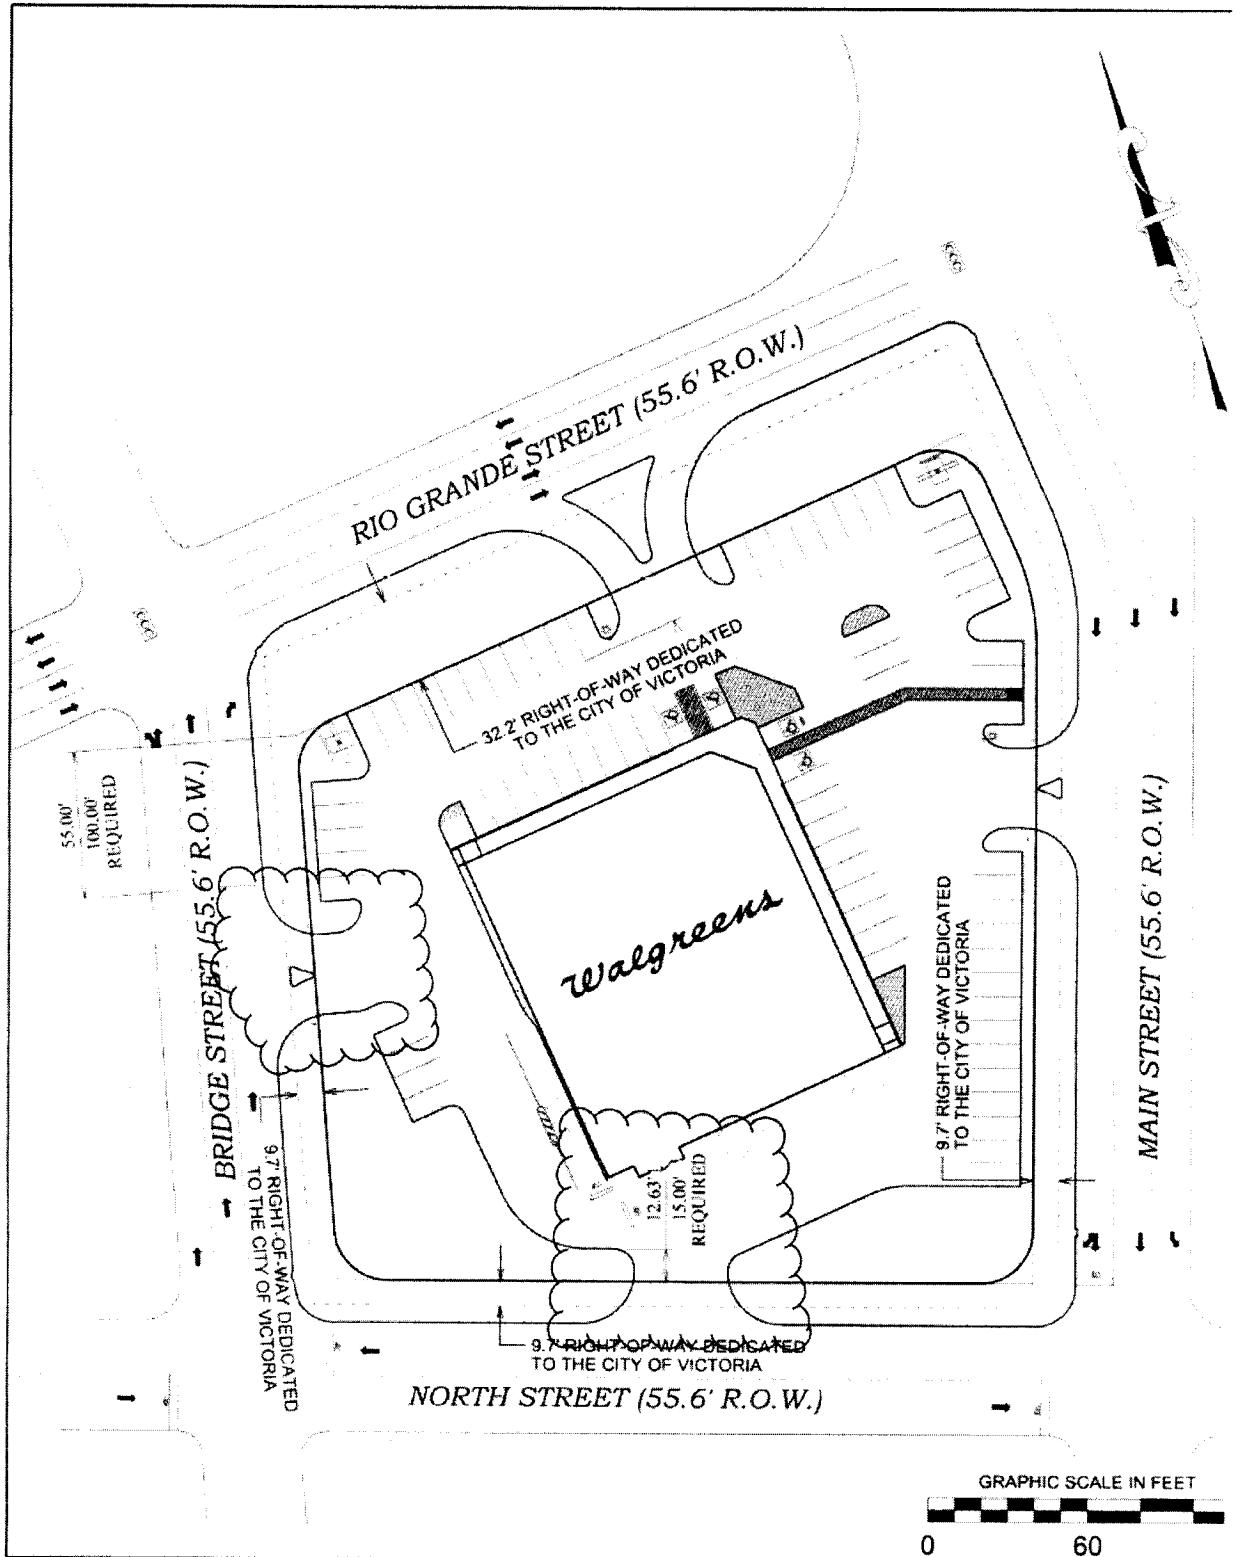 RIO GRANDE STREET (55.6' R.O.W.)
32.2' RIGHT-OF-WAY DEDICATED
TO THE CITY OF VICTORIA
55.00'
100.00'
REQUIRED
BRIDGE STREET (55.6' R.O.W.)
Walgreens
9.7' RIGHT-OF-WAY DEDICATED
TO THE CITY OF VICTORIA
MAIN STREET (55.6' R.O.W.)
9.7' RIGHT-OF-WAY DEDICATED
TO THE CITY OF VICTORIA
12.63'
15.00'
REQUIRED
9.7' RIGHT-OF-WAY DEDICATED
TO THE CITY OF VICTORIA
NORTH STREET (55.6' R.O.W.)
GRAPHIC SCALE IN FEET
0 60